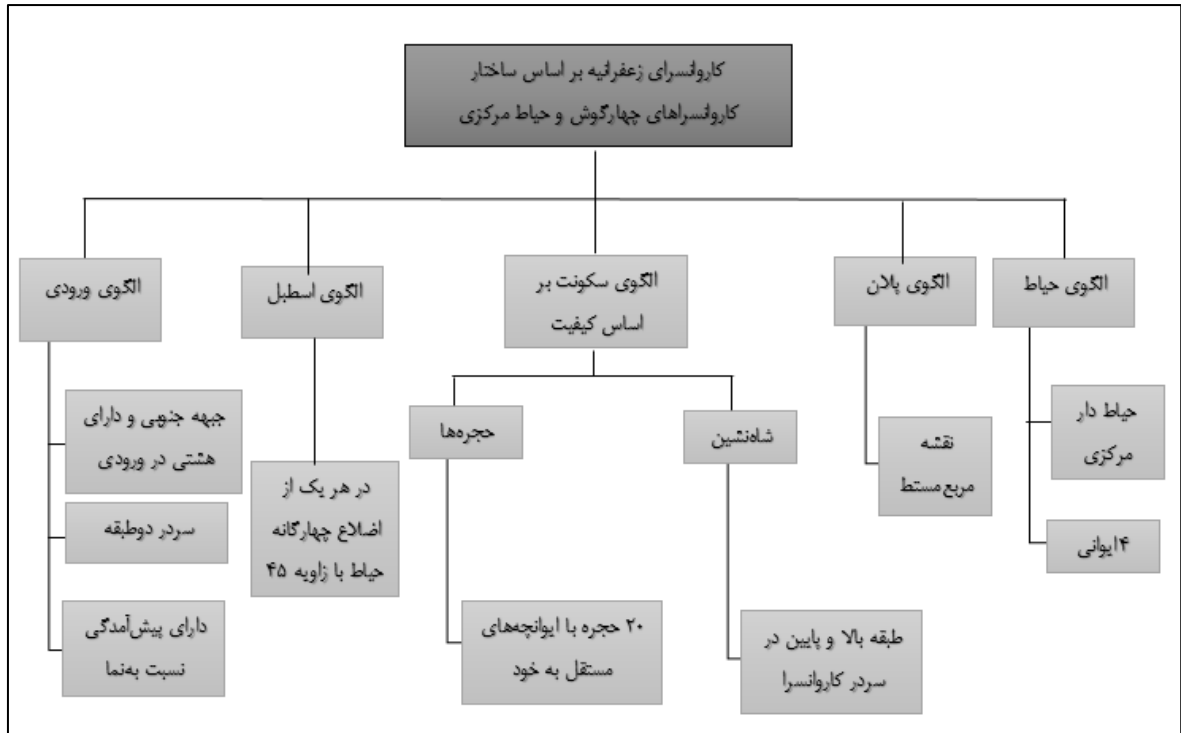 کاروانسرای زعفرانیه بر اساس ساختار
کاروانسراهای چهارگوش و حیاط مرکزی
الگوی حیاط
الگوی پلان
الگوی سکونت بر
اساس کیفیت
الگوی اسطبل
الگوی ورودی
حیاط دار
مرکزی
۴ایوانی
نقشه
مربع‌مستط
شاه‌نشین
حجره‌ها
طبقه بالا و پایین در
سردر کاروانسرا
۲۰ حجره با ایوانچه‌های
مستقل به خود
در هر یک از
اضلاع چهارگانه
حیاط با زاویه ۴۵
جبهه جنوبی و دارای
هشتی در ورودی
سردر دوطبقه
دارای پیش‌آمدگی
نسبت به‌نما